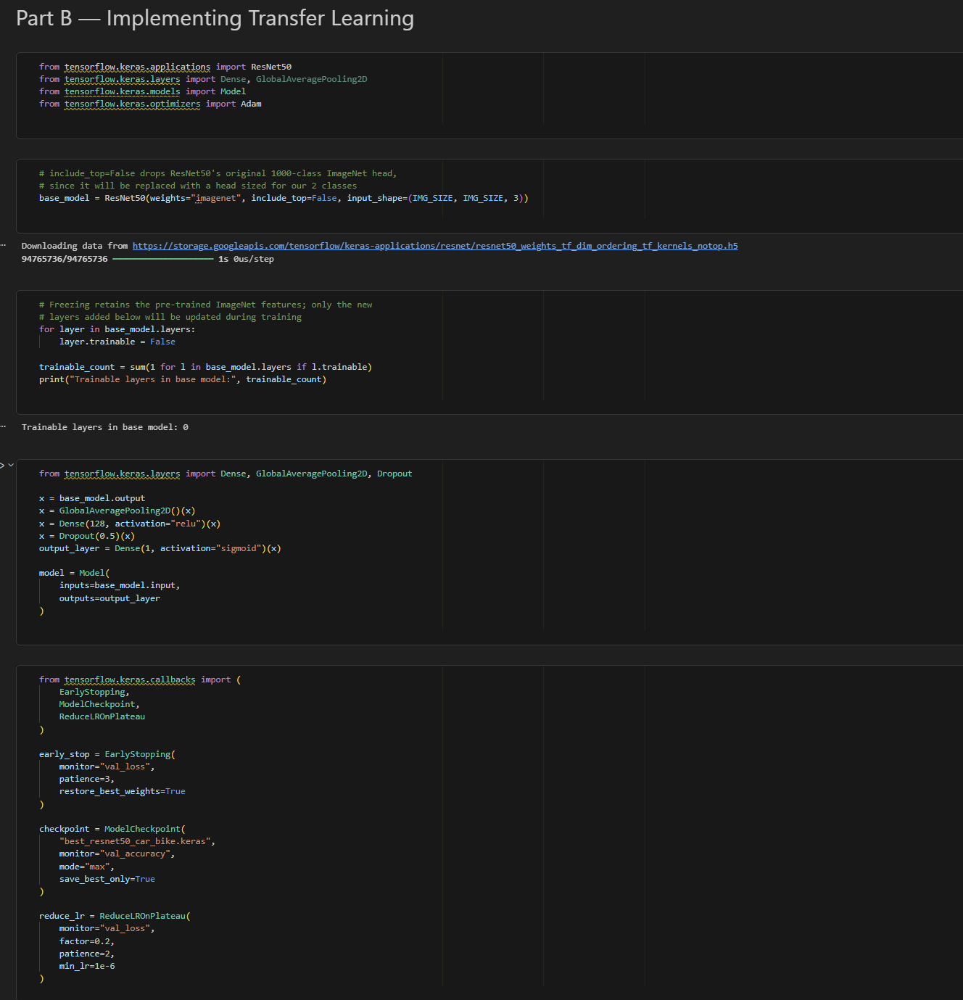 Part B — Implementing Transfer Learning
from tensorflow.keras.applications import ResNet50
from tensorflow.keras.layers import Dense, GlobalAveragePooling2D
from tensorflow.keras.models import Model
from tensorflow.keras.optimizers import Adam
# include_top=False drops ResNet50's original 1000-class ImageNet head,
# since it will be replaced with a head sized for our 2 classes
base_model = ResNet50(weights="imagenet", include_top=False, input_shape=(IMG_SIZE, IMG_SIZE, 3))
Downloading data from https://storage.googleapis.com/tensorflow/keras-applications/resnet/resnet50_weights_tf_dim_ordering_tf_kernels_notop.h5
94765736/94765736 ━━━━━━━━━━━━━━━━━━━━ 1s 0us/step
# Freezing retains the pre-trained ImageNet features; only the new
# layers added below will be updated during training
for layer in base_model.layers:
    layer.trainable = False
trainable_count = sum(1 for l in base_model.layers if l.trainable)
print("Trainable layers in base model:", trainable_count)
Trainable layers in base model: 0
from tensorflow.keras.layers import Dense, GlobalAveragePooling2D, Dropout
x = base_model.output
x = GlobalAveragePooling2D()(x)
x = Dense(128, activation="relu")(x)
x = Dropout(0.5)(x)
output_layer = Dense(1, activation="sigmoid")(x)
model = Model(
    inputs=base_model.input,
    outputs=output_layer
)
from tensorflow.keras.callbacks import (
    EarlyStopping,
    ModelCheckpoint,
    ReduceLROnPlateau
)
early_stop = EarlyStopping(
    monitor="val_loss",
    patience=3,
    restore_best_weights=True
)
checkpoint = ModelCheckpoint(
    "best_resnet50_car_bike.keras",
    monitor="val_accuracy",
    mode="max",
    save_best_only=True
)
reduce_lr = ReduceLROnPlateau(
    monitor="val_loss",
    factor=0.2,
    patience=2,
    min_lr=1e-6
)